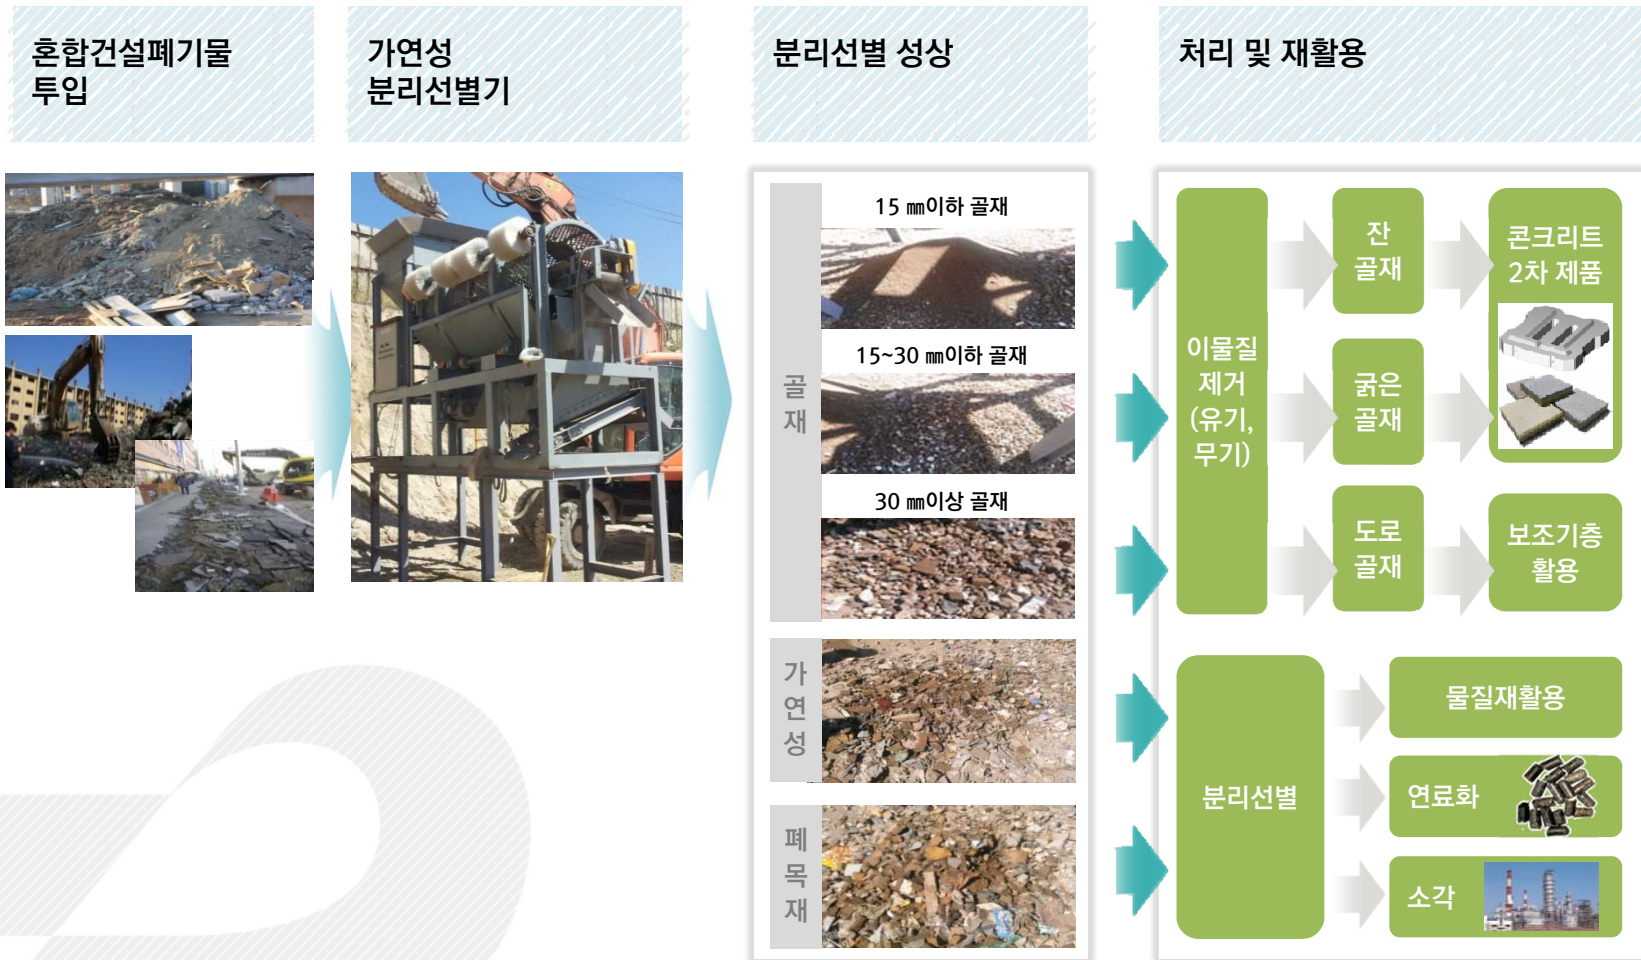 혼합건설폐기물
투입
가연성
분리선별기
분리선별 성상
처리 및 재활용
골
재
15 ㎜이하 골재
15~30 ㎜이하 골재
30 ㎜이상 골재
가
연
성
폐
목
재
이물질
제거
(유기,
무기)
잔
골재
콘크리트
2차 제품
굵은
골재
도로
골재
보조기층
활용
분리선별
물질재활용
연료화
소각